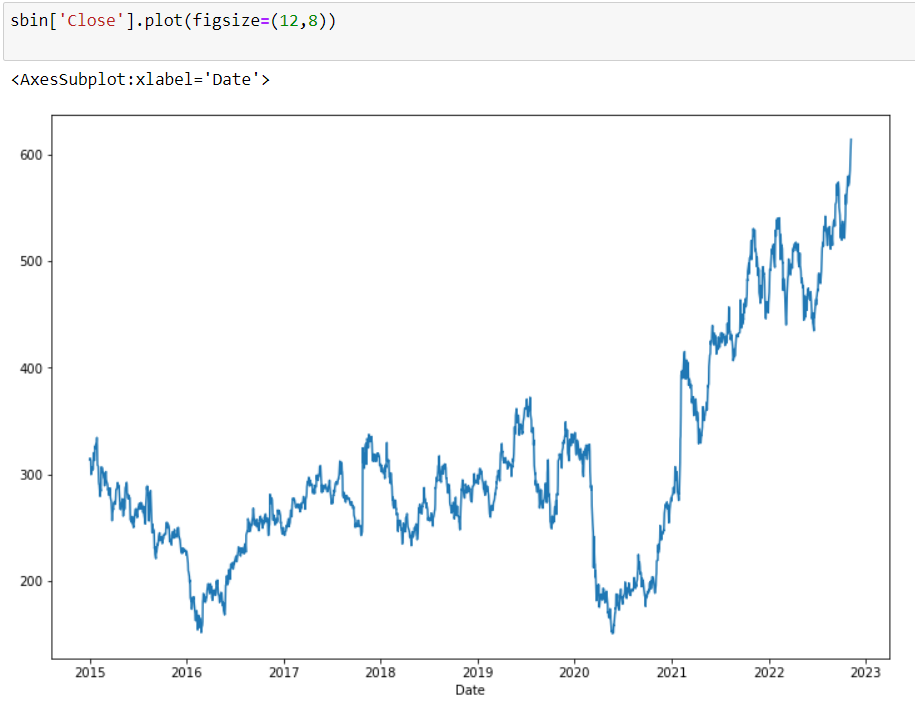 sbin['Close'].plot(figsize=(12,8))
<AxesSubplot:xlabel='Date'>
600
500
400
300
200
2015 2016 2017 2018 2019 2020 2021 2022 2023
Date